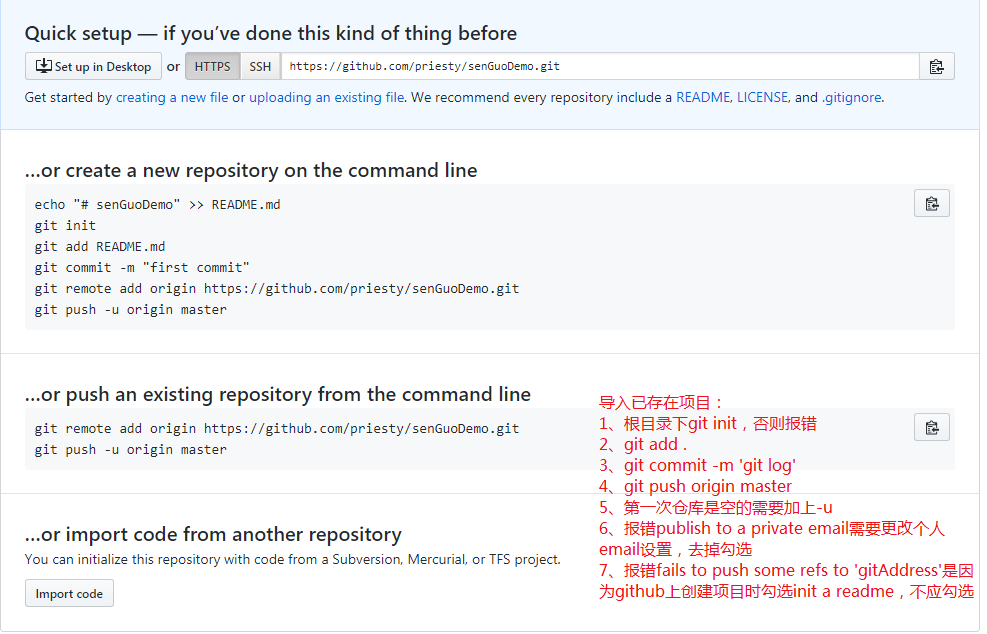 Quick setup — if you’ve done this kind of thing before
Set up in Desktop or HTTPS SSH https://github.com/priesty/senGuoDemo.git
Get started by creating a new file or uploading an existing file. We recommend every repository include a README, LICENSE, and .gitignore.
…or create a new repository on the command line
echo "# senGuoDemo" >> README.md
git init
git add README.md
git commit -m "first commit"
git remote add origin https://github.com/priesty/senGuoDemo.git
git push -u origin master
…or push an existing repository from the command line
git remote add origin https://github.com/priesty/senGuoDemo.git
git push -u origin master
导入已存在项目：
1、根目录下git init，否则报错
2、git add .
3、git commit -m 'git log'
4、git push origin master
5、第一次仓库是空的需要加上-u
6、报错publish to a private email需要更改个人
email设置，去掉勾选
7、报错fails to push some refs to 'gitAddress'是因
为github上创建项目时勾选init a readme，不应勾选
…or import code from another repository
You can initialize this repository with code from a Subversion, Mercurial, or TFS project.
Import code